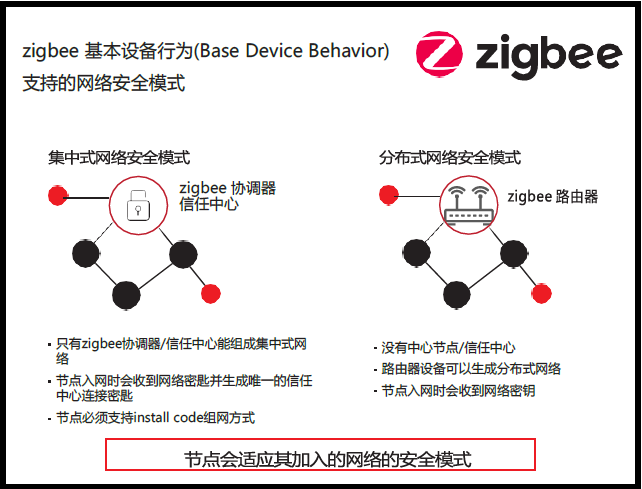 zigbee 基本设备行为(Base Device Behavior)
支持的网络安全模式
zigbee
集中式网络安全模式
zigbee 协调器
信任中心
· 只有zigbee协调器/信任中心能组成集中式网
络
· 节点入网时会收到网络密匙并生成唯一的信任
中心连接密匙
· 节点必须支持install code组网方式
分布式网络安全模式
zigbee 路由器
· 没有中心节点/信任中心
· 路由器设备可以生成分布式网络
· 节点入网时会收到网络密钥
节点会适应其加入的网络的安全模式